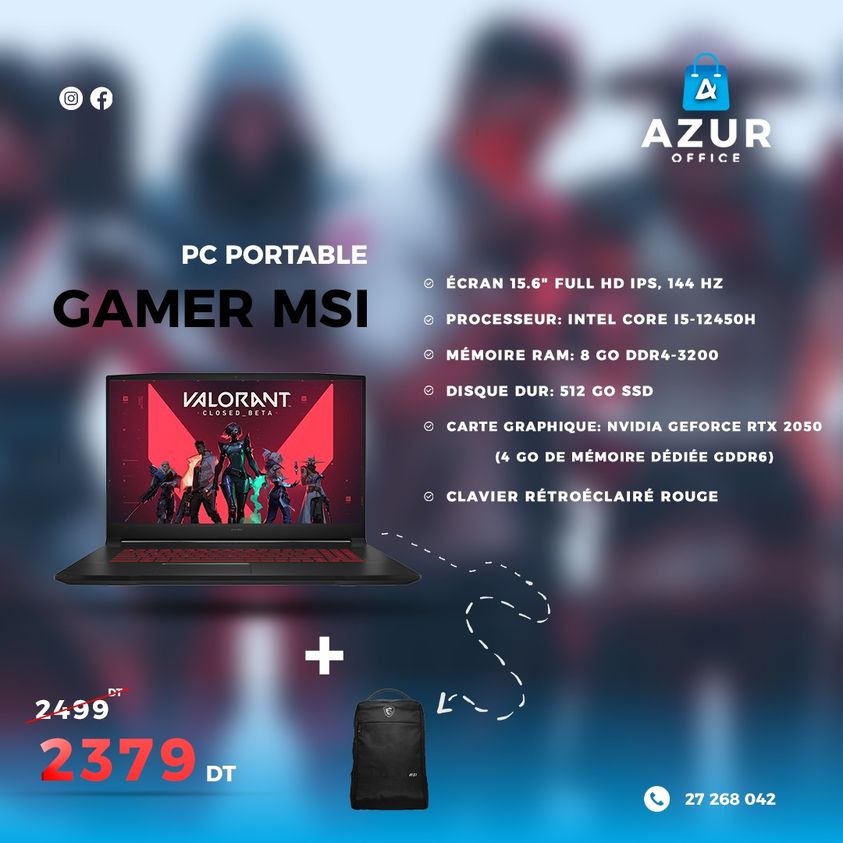 AZUR
OFFICE
PC PORTABLE
GAMER MSI
ÉCRAN 15.6" FULL HD IPS, 144 HZ
PROCESSEUR: INTEL CORE I5-12450H
MÉMOIRE RAM: 8 GO DDR4-3200
DISQUE DUR: 512 GO SSD
CARTE GRAPHIQUE: NVIDIA GEFORCE RTX 2050
(4 GO DE MÉMOIRE DÉDIÉE GDDR6)
CLAVIER RÉTROÉCLAIRÉ ROUGE
VALORANT
CLOSED_BETA
+
2499 DT
2379 DT
msi
27 268 042